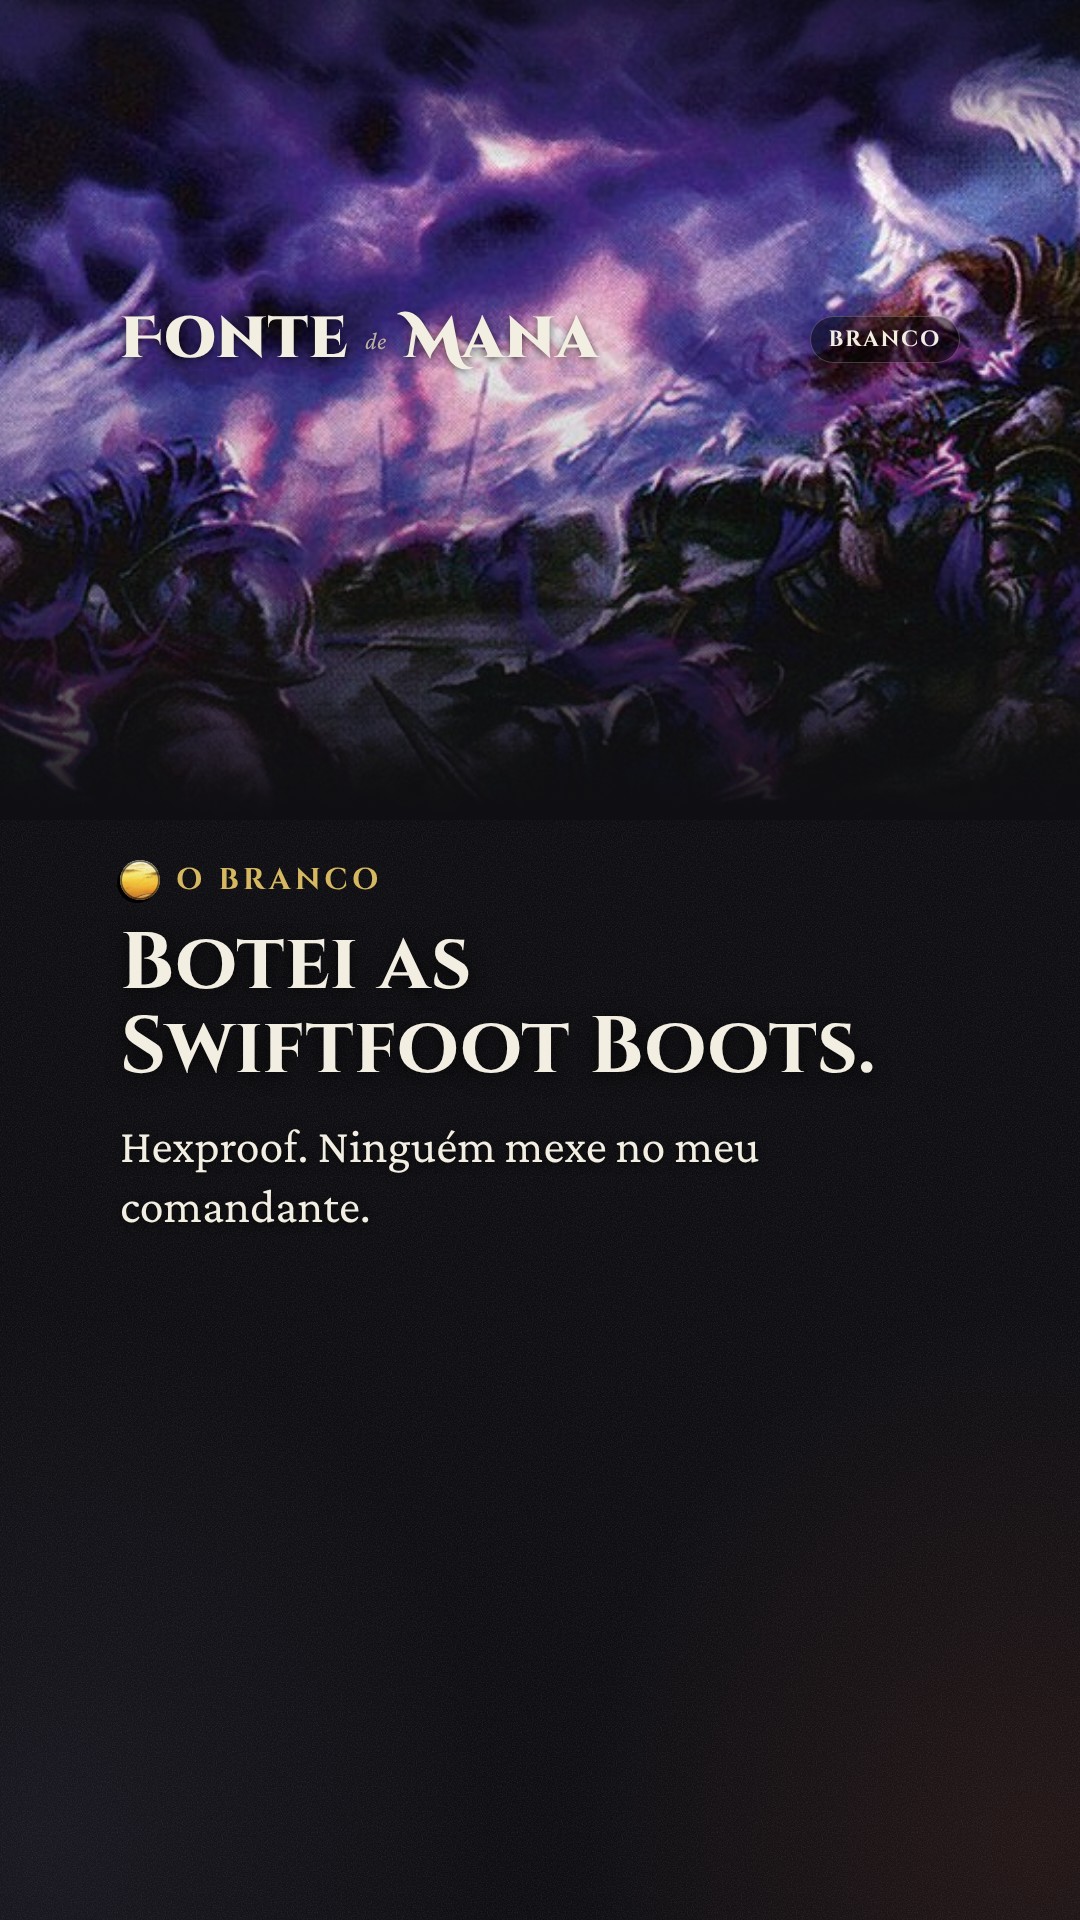 Fonte de Mana
BRANCO
O BRANCO
Botei as
Swiftfoot Boots.
Hexproof. Ninguém mexe no meu
comandante.